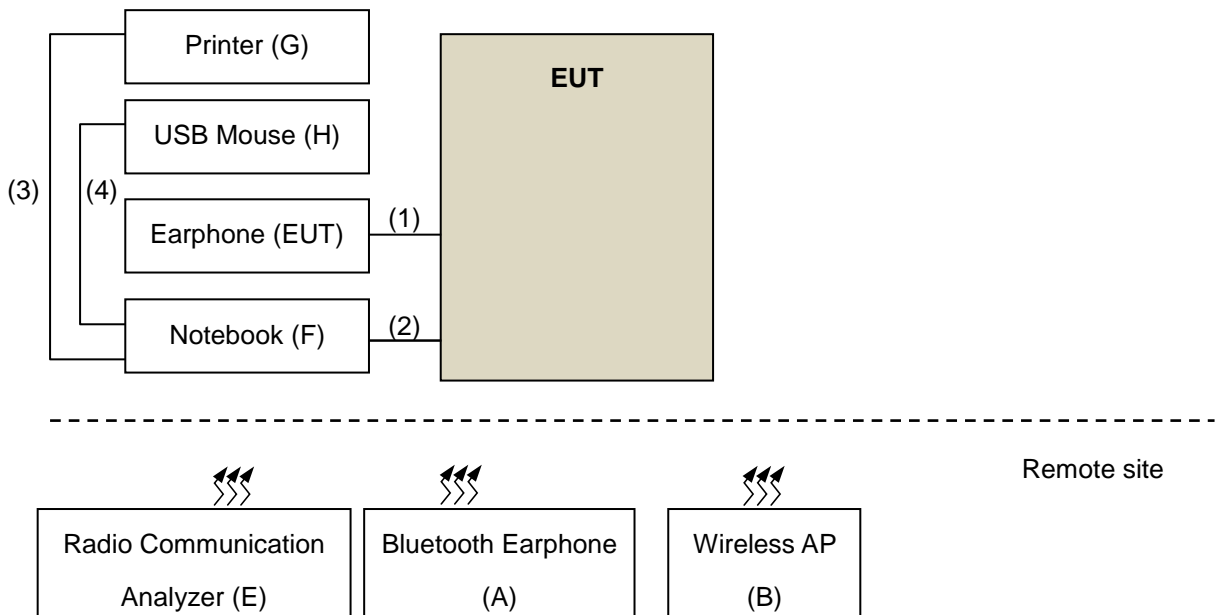 Printer (G)
EUT
USB Mouse (H)
(3)
(4)
Earphone (EUT)
(1)
Notebook (F)
(2)
Remote site
Radio Communication
Analyzer (E)
Bluetooth Earphone
(A)
Wireless AP
(B)